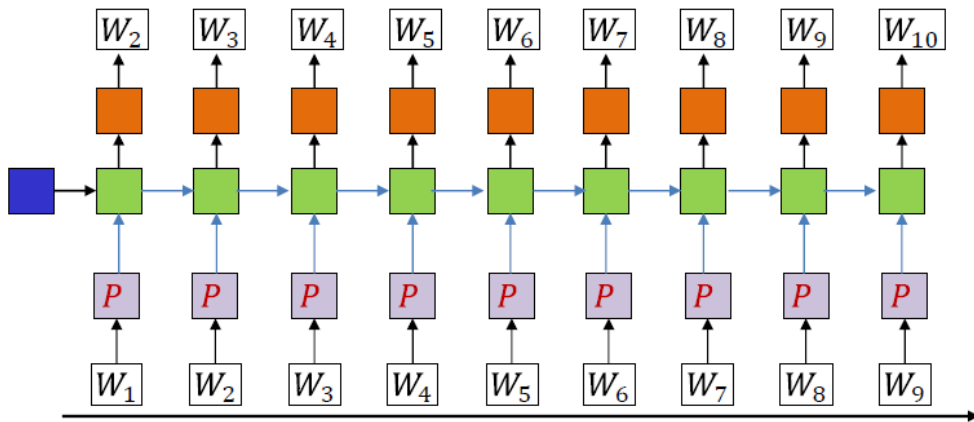 W₂ W₃ W₄ W₅ W₆ W₇ W₈ W₉ W₁₀
P P P P P P P P P
W₁ W₂ W₃ W₄ W₅ W₆ W₇ W₈ W₉